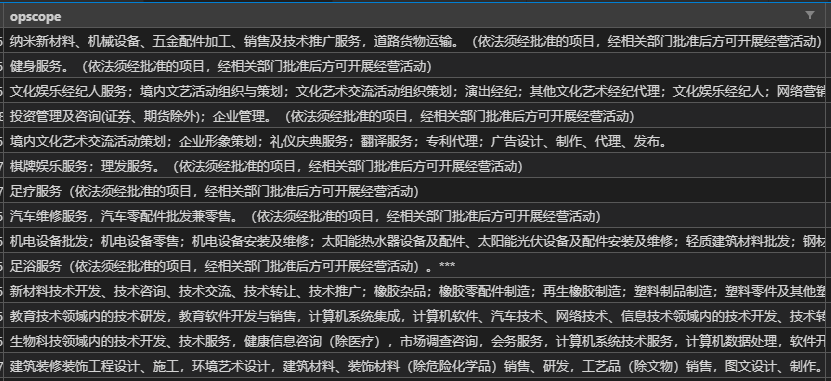 opscope
纳米新材料、机械设备、五金配件加工、销售及技术推广服务，道路货物运输。（依法须经批准的项目，经相关部门批准后方可开展经营活动）
健身服务。（依法须经批准的项目，经相关部门批准后方可开展经营活动）
文化娱乐经纪人服务；境内文艺活动组织与策划；文化艺术交流活动组织策划；演出经纪；其他文化艺术经纪代理；文化娱乐经纪人；网络营销
投资管理及咨询(证券、期货除外)；企业管理。（依法须经批准的项目，经相关部门批准后方可开展经营活动）
境内文化艺术交流活动策划；企业形象策划；礼仪庆典服务；翻译服务；专利代理；广告设计、制作、代理、发布。
棋牌娱乐服务；理发服务。（依法须经批准的项目，经相关部门批准后方可开展经营活动）
足疗服务（依法须经批准的项目，经相关部门批准后方可开展经营活动）
汽车维修服务，汽车零配件批发兼零售。（依法须经批准的项目，经相关部门批准后方可开展经营活动）
机电设备批发；机电设备零售；机电设备安装及维修；太阳能热水器设备及配件、太阳能光伏设备及配件安装及维修；轻质建筑材料批发；钢材
足浴服务（依法须经批准的项目，经相关部门批准后方可开展经营活动）。***
新材料技术开发、技术咨询、技术交流、技术转让、技术推广；橡胶杂品；橡胶零配件制造；再生橡胶制造；塑料制品制造；塑料零件及其他塑
教育技术领域内的技术研发，教育软件开发与销售，计算机系统集成，计算机软件、汽车技术、网络技术、信息技术领域内的技术开发、技术转
生物科技领域内的技术开发、技术服务，健康信息咨询（除医疗），市场调查咨询，会务服务，计算机系统技术服务，计算机数据处理，软件开
建筑装修装饰工程设计、施工，环境艺术设计，建筑材料、装饰材料（除危险化学品）销售、研发，工艺品（除文物）销售，图文设计、制作。